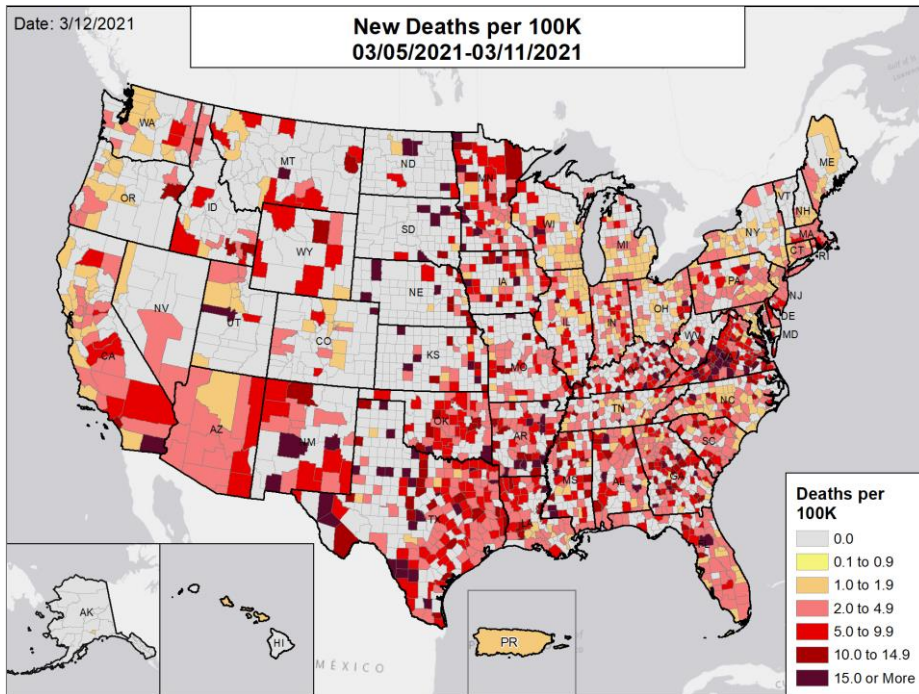 Date: 3/12/2021
New Deaths per 100K
03/05/2021-03/11/2021
WA
MT
ND
MN
ME
OR
ID
SD
WI
MI
VT
NH
NY
MA
CT
RI
WY
IA
PA
NJ
NE
NV
UT
CO
IL
IN
OH
DE
MD
WV
KS
MO
CA
AZ
NM
OK
AR
TN
NC
SC
MS
AL
TX
AK
HI
PR
MÉXICO
Deaths per
100K
0.0
0.1 to 0.9
1.0 to 1.9
2.0 to 4.9
5.0 to 9.9
10.0 to 14.9
15.0 or More